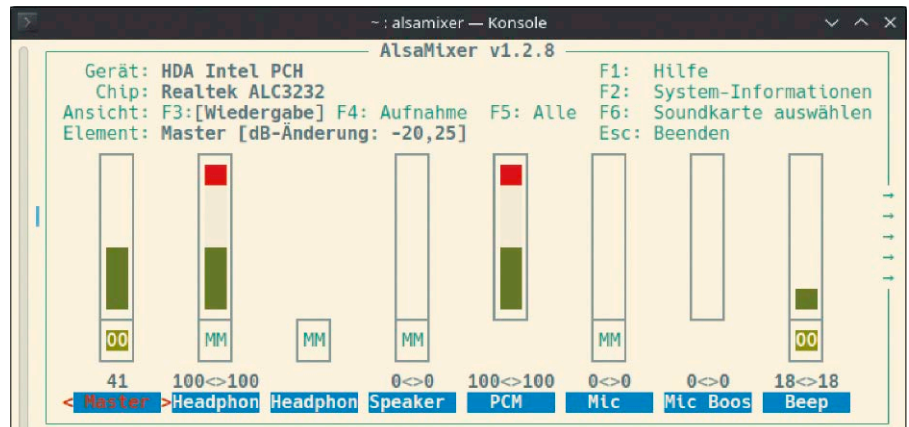 ~ : alsamixer — Konsole
AlsaMixer v1.2.8
Gerät: HDA Intel PCH F1: Hilfe
Chip: Realtek ALC3232 F2: System-Informationen
Ansicht: F3:[Wiedergabe] F4: Aufnahme F5: Alle F6: Soundkarte auswählen
Element: Master [dB-Änderung: -20,25] Esc: Beenden
→
→
→
→
→
OO MM MM MM MM OO
41 100<>100 0<>0 100<>100 0<>0 0<>0 18<>18
< Master >Headphon Headphon Speaker PCM Mic Mic Boos Beep